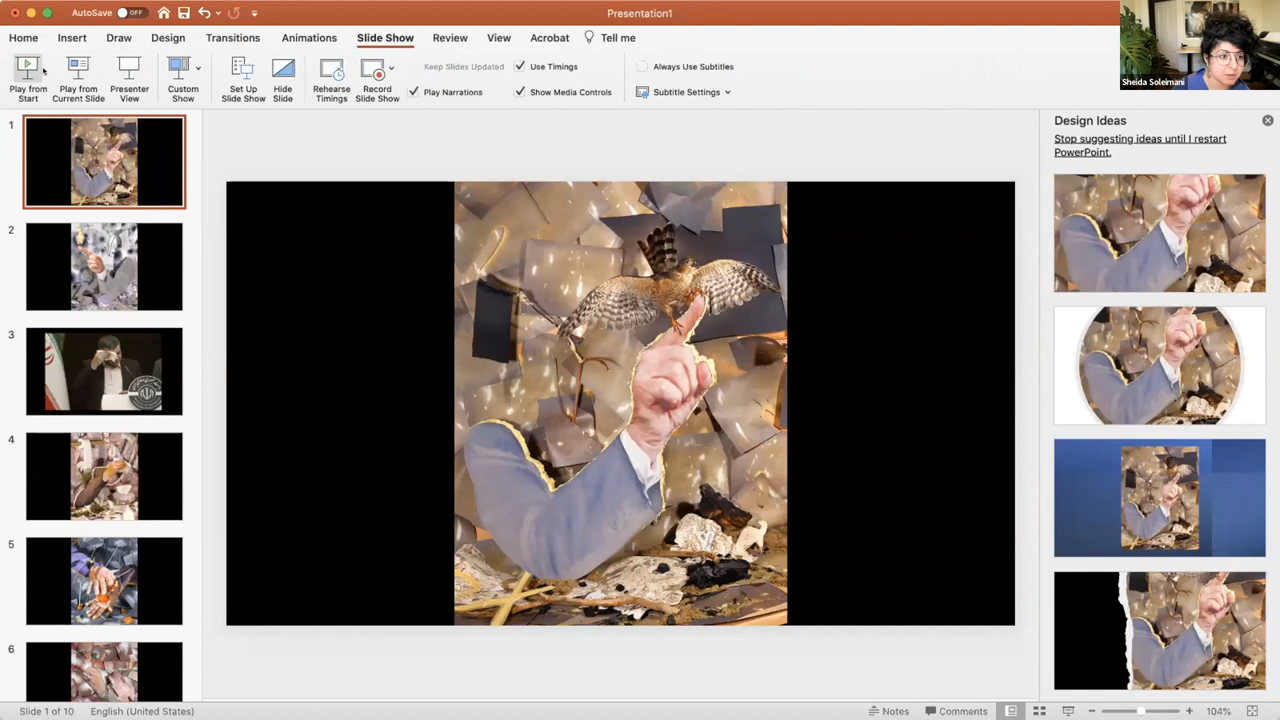 AutoSave OFF
Presentation1
Home Insert Draw Design Transitions Animations Slide Show Review View Acrobat Tell me
Play from Start
Play from Current Slide
Presenter View
Custom Show
Set Up Slide Show
Hide Slide
Rehearse Timings
Record Slide Show
Keep Slides Updated
Play Narrations
Use Timings
Show Media Controls
Always Use Subtitles
Subtitle Settings
Sheida Soleimani
1
2
3
4
5
6
Design Ideas
Stop suggesting ideas until I restart
PowerPoint.
Slide 1 of 10 English (United States) Notes Comments 104%